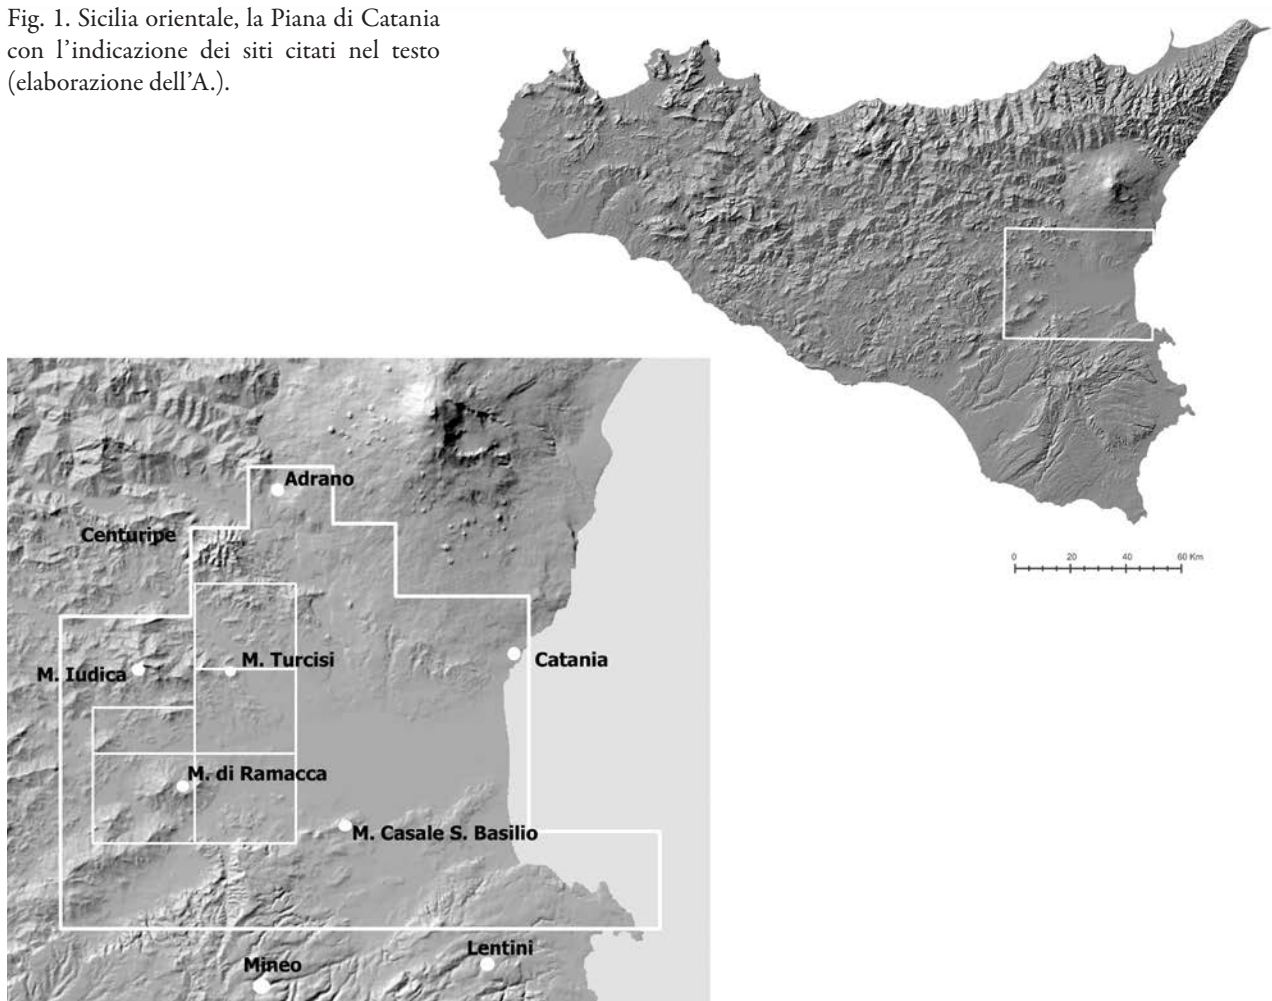 Fig. 1. Sicilia orientale, la Piana di Catania
con l’indicazione dei siti citati nel testo
(elaborazione dell’A.).
0 20 40 60 Km
Adrano
Centuripe
M. Iudica
M. Turcisi
Catania
M. di Ramacca
M. Casale S. Basilio
Lentini
Mineo